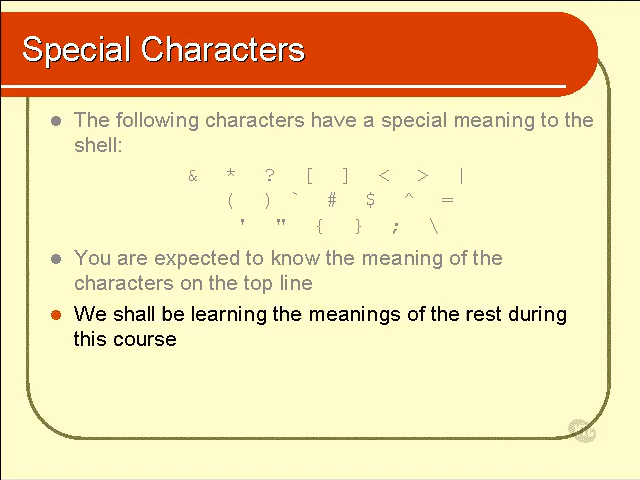 Special Characters
The following characters have a special meaning to the
shell:
& * ? [ ] < > |
( ) ` # $ ^ =
' " { } ; \
You are expected to know the meaning of the
characters on the top line
We shall be learning the meanings of the rest during
this course